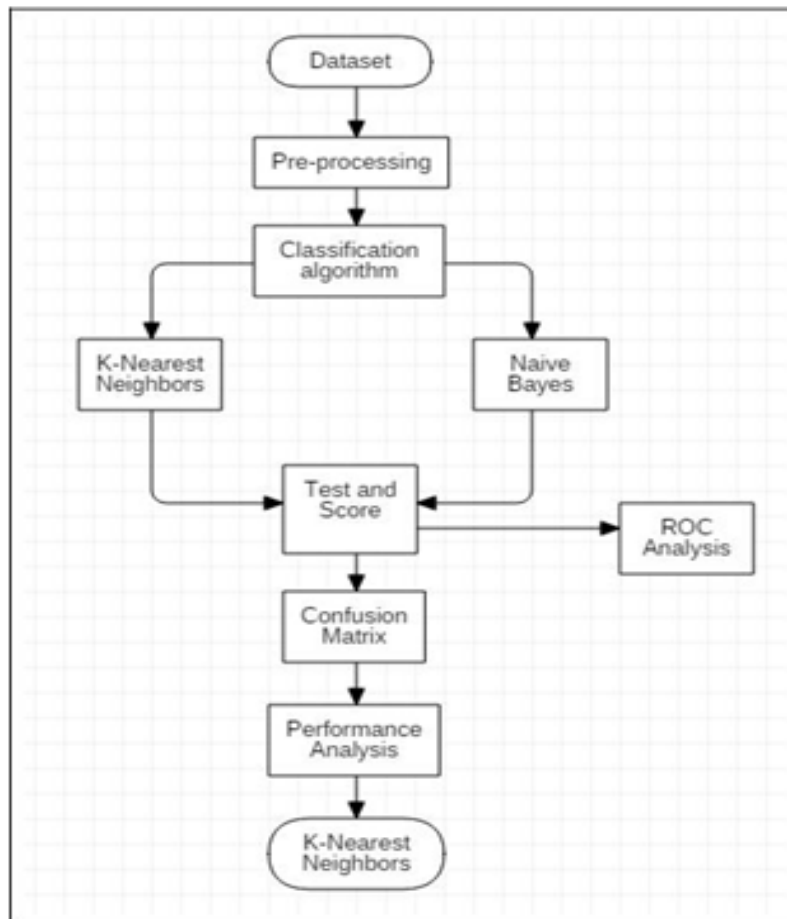 Dataset
Pre-processing
Classification
algorithm
K-Nearest
Neighbors
Naive
Bayes
Test and
Score
ROC
Analysis
Confusion
Matrix
Performance
Analysis
K-Nearest
Neighbors